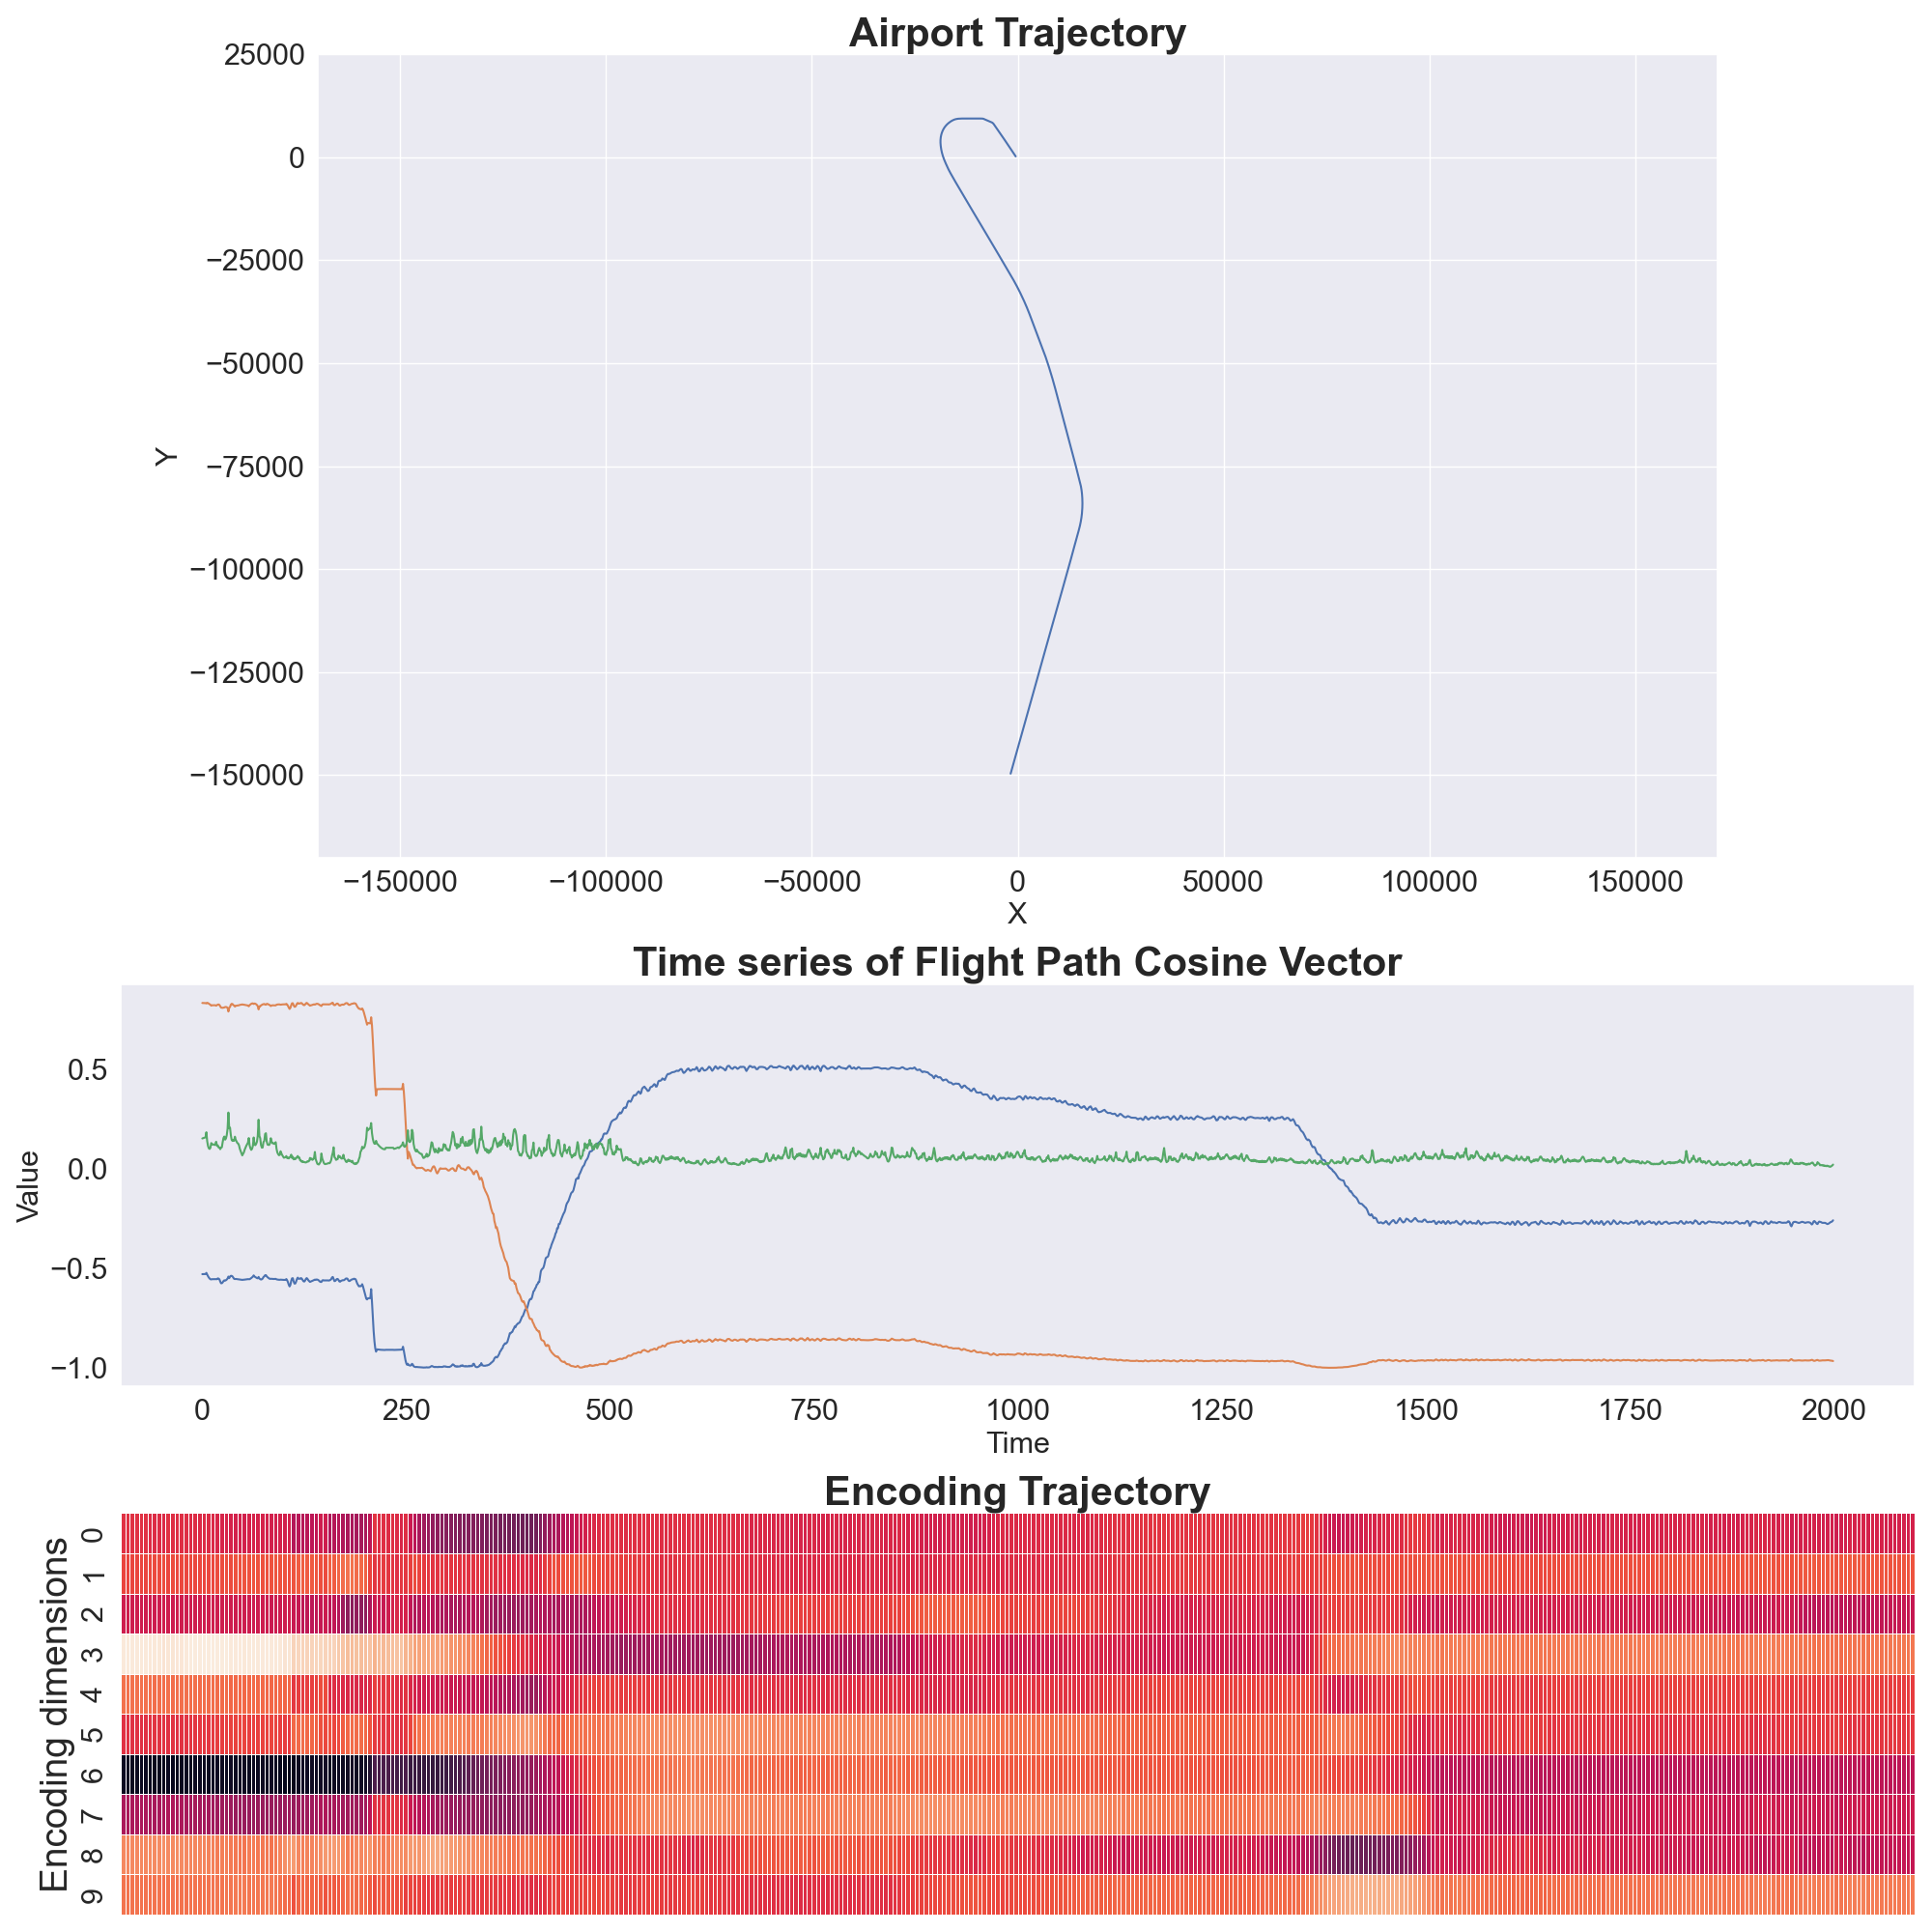 Airport Trajectory
25000
0
−25000
−50000
−75000
−100000
−125000
−150000
Y
−150000 −100000 −50000 0 50000 100000 150000
X
Time series of Flight Path Cosine Vector
0.5
0.0
−0.5
−1.0
Value
0 250 500 750 1000 1250 1500 1750 2000
Time
Encoding Trajectory
Encoding dimensions
0
1
2
3
4
5
6
7
8
9